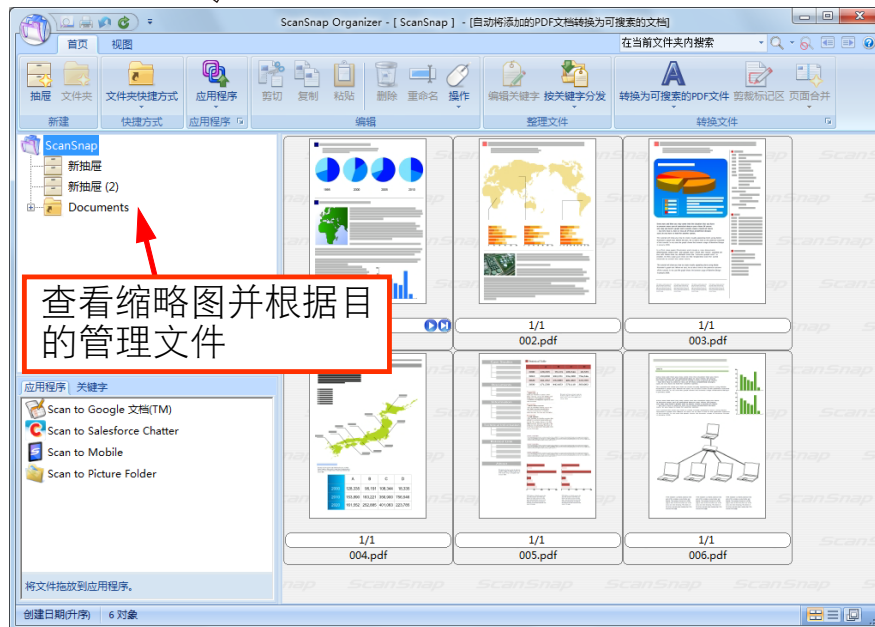 ScanSnap Organizer - [ ScanSnap ] - [自动将添加的PDF文档转换为可搜索的文档]
首页 视图
在当前文件夹内搜索
抽屉 文件夹 文件夹快捷方式 应用程序 剪切 复制 粘贴 删除 重命名 操作 编辑关键字 按关键字分发 转换为可搜索的PDF文件 剪裁标记区 页面合并
新建 快捷方式 应用程序 编辑 整理文件 转换文件
ScanSnap
新抽屉
新抽屉 (2)
Documents
查看缩略图并根据目
的管理文件
1/1
002.pdf
1/1
003.pdf
应用程序 关键字
Scan to Google 文档(TM)
Scan to Salesforce Chatter
Scan to Mobile
Scan to Picture Folder
1/1
004.pdf
1/1
005.pdf
1/1
006.pdf
将文件拖放到应用程序。
创建日期(升序) 6 对象